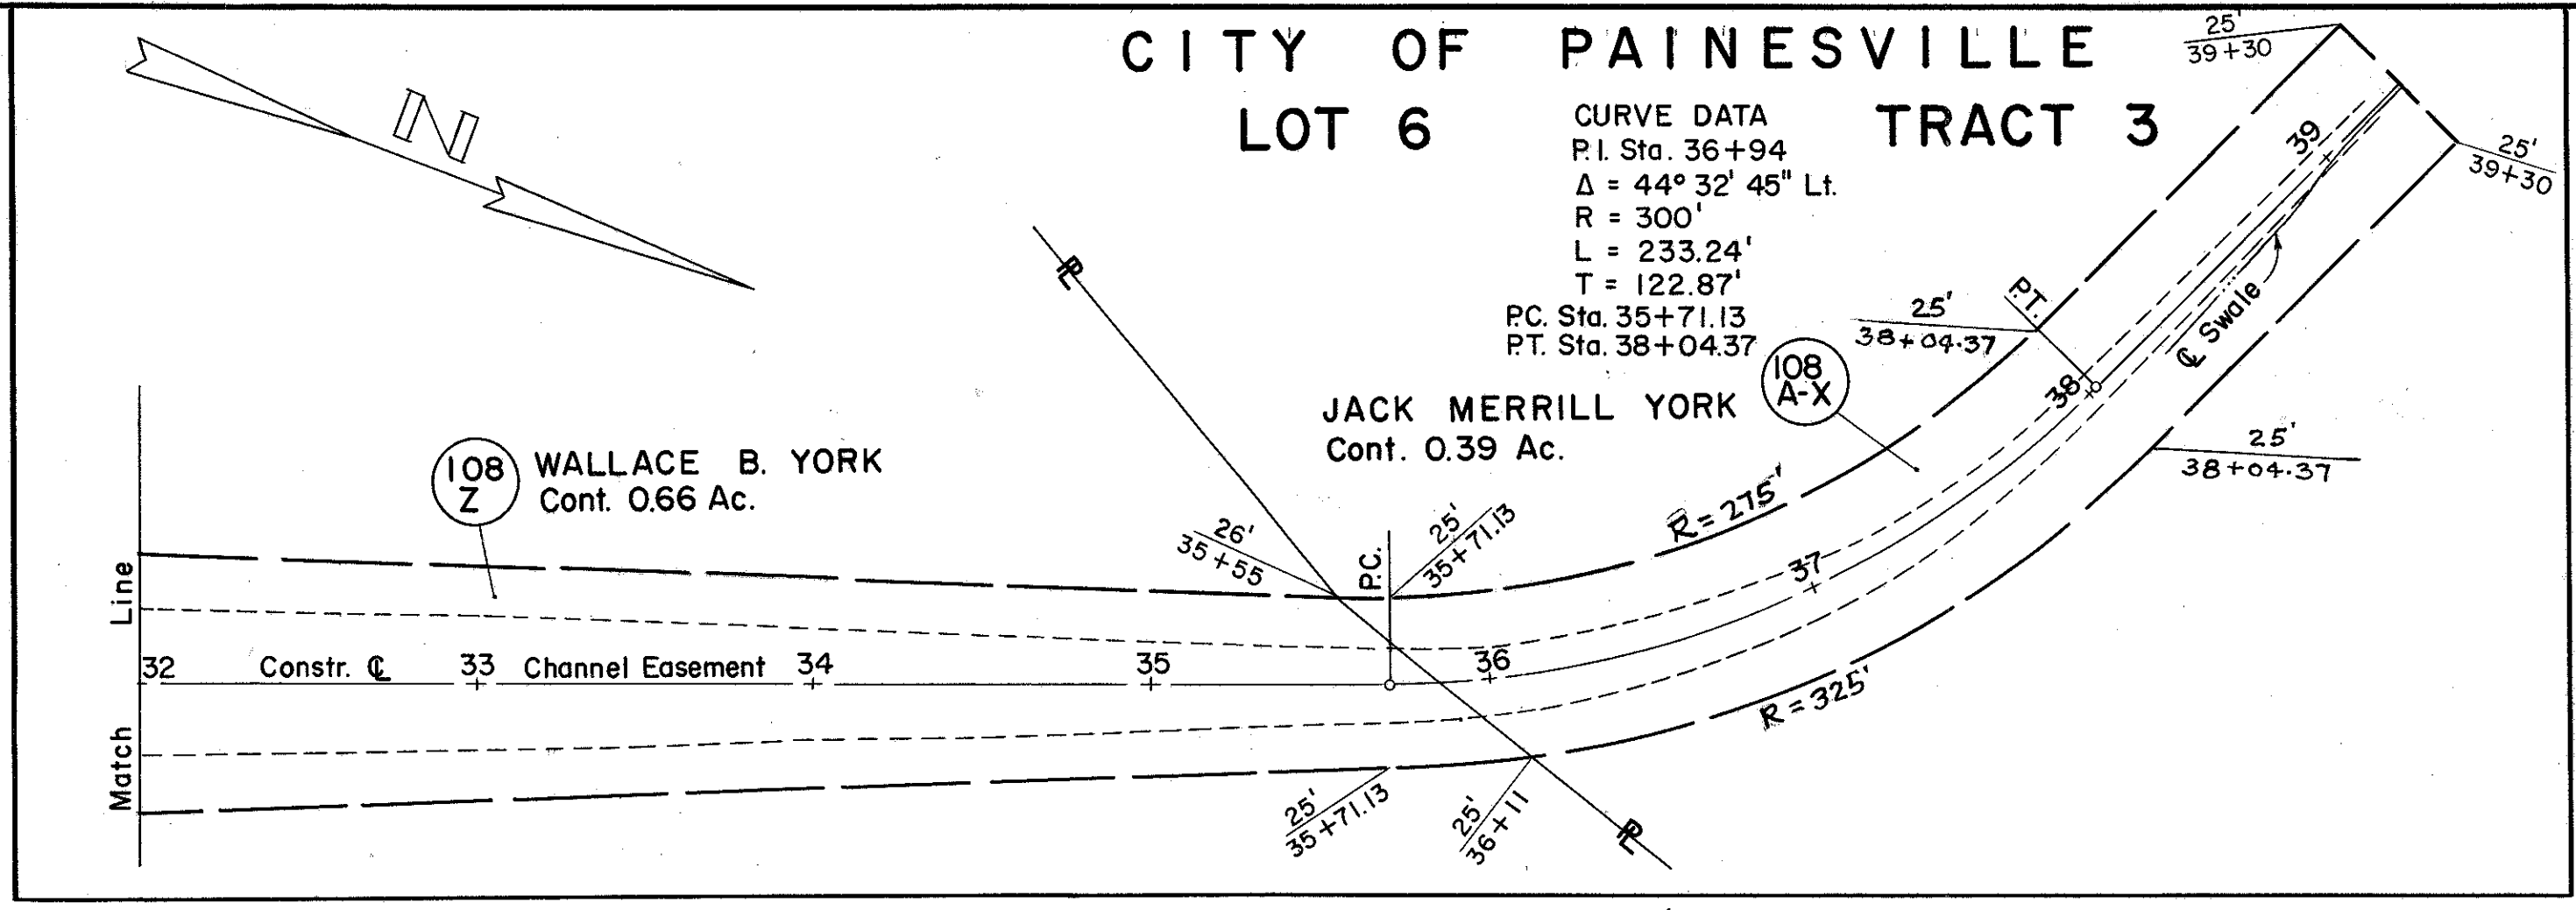 CITY OF PAINESVILLE
LOT 6
TRACT 3
N
CURVE DATA
P.I. Sta. 36+94
Δ = 44° 32' 45" Lt.
R = 300'
L = 233.24'
T = 122.87'
P.C. Sta. 35+71.13
P.T. Sta. 38+04.37
25'
39+30
25'
39+30
39
P.T.
℄ Swale
25'
38+04.37
38
25'
38+04.37
108
A-X
JACK MERRILL YORK
Cont. 0.39 Ac.
108
Z
WALLACE B. YORK
Cont. 0.66 Ac.
PL
26'
35+55
P.C.
25'
35+71.13
R = 275'
37
R = 325'
Match Line
32
Constr. ℄
33
Channel Easement
34
35
36
25'
35+71.13
25'
36+11
PL